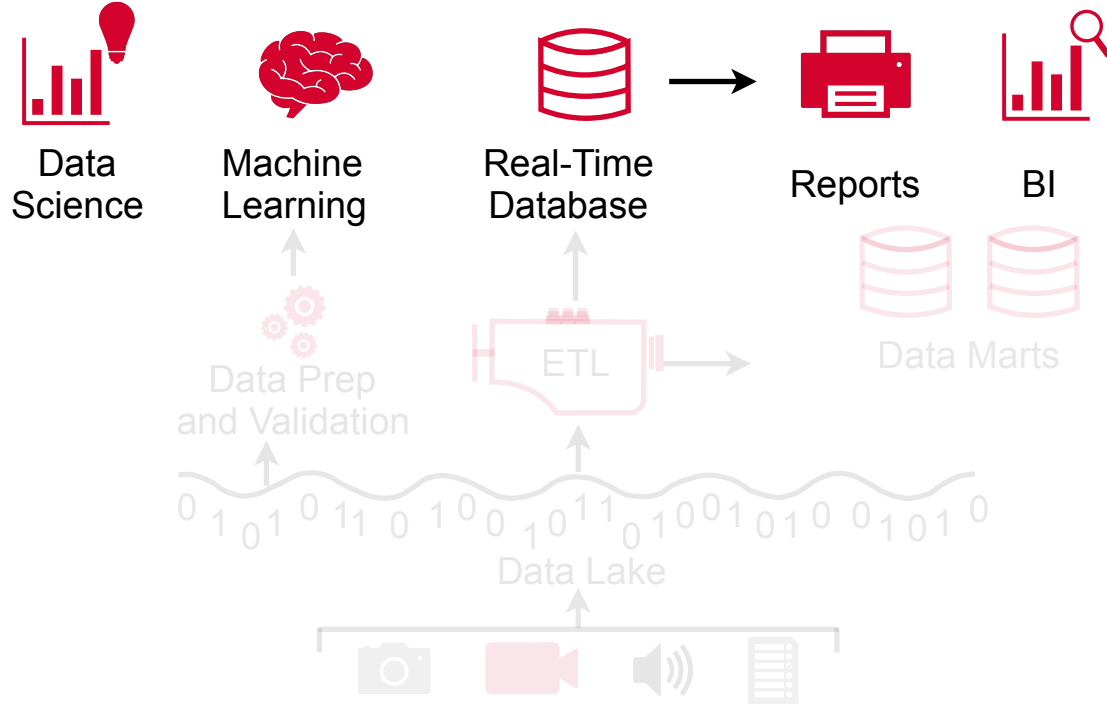 Data
Science
Machine
Learning
Real-Time
Database
Reports
BI
Data Prep
and Validation
ETL
Data Marts
0 1 0 1 0 1 1 0 1 0 0 1 0 1 1 0 1 0 0 1 0 1 0 0 1 0 1 0
Data Lake